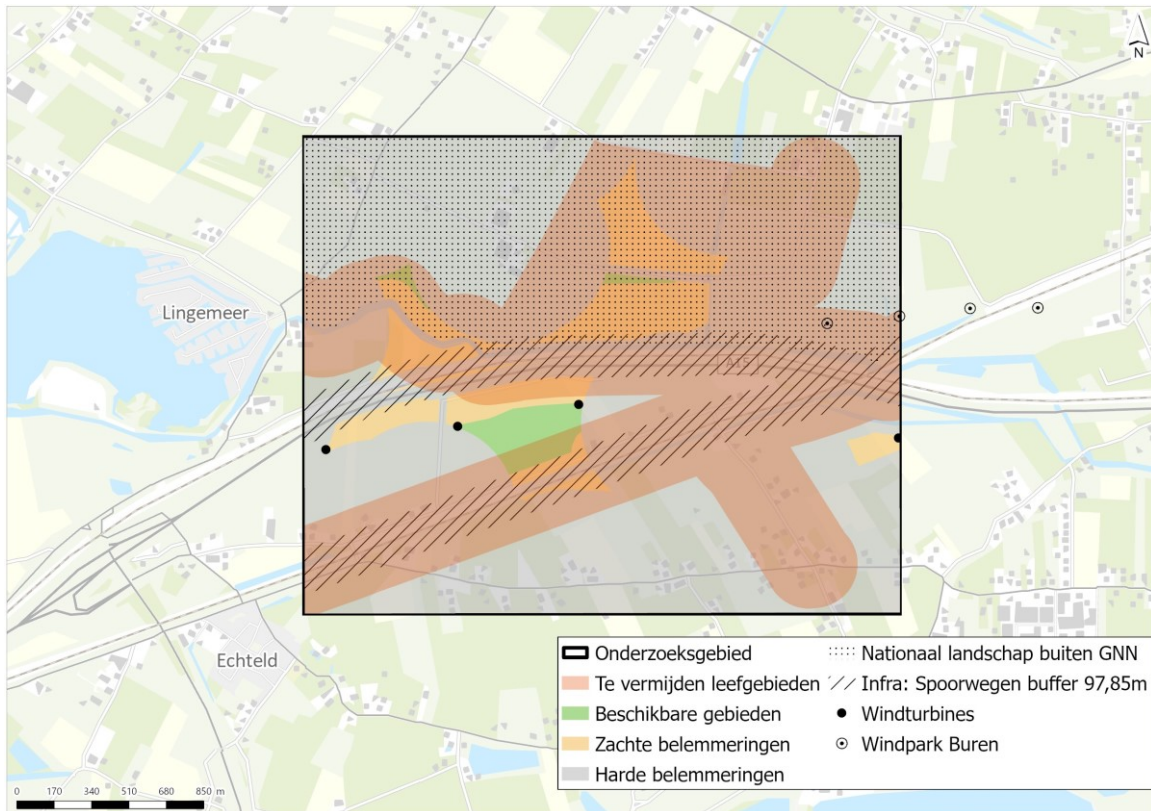 N
Lingemeer
A15
Echteld
Onderzoeksgebied
Te vermijden leefgebieden
Beschikbare gebieden
Zachte belemmeringen
Harde belemmeringen
Nationaal landschap buiten GNN
Infra: Spoorwegen buffer 97,85m
Windturbines
Windpark Buren
0 170 340 510 680 850 m